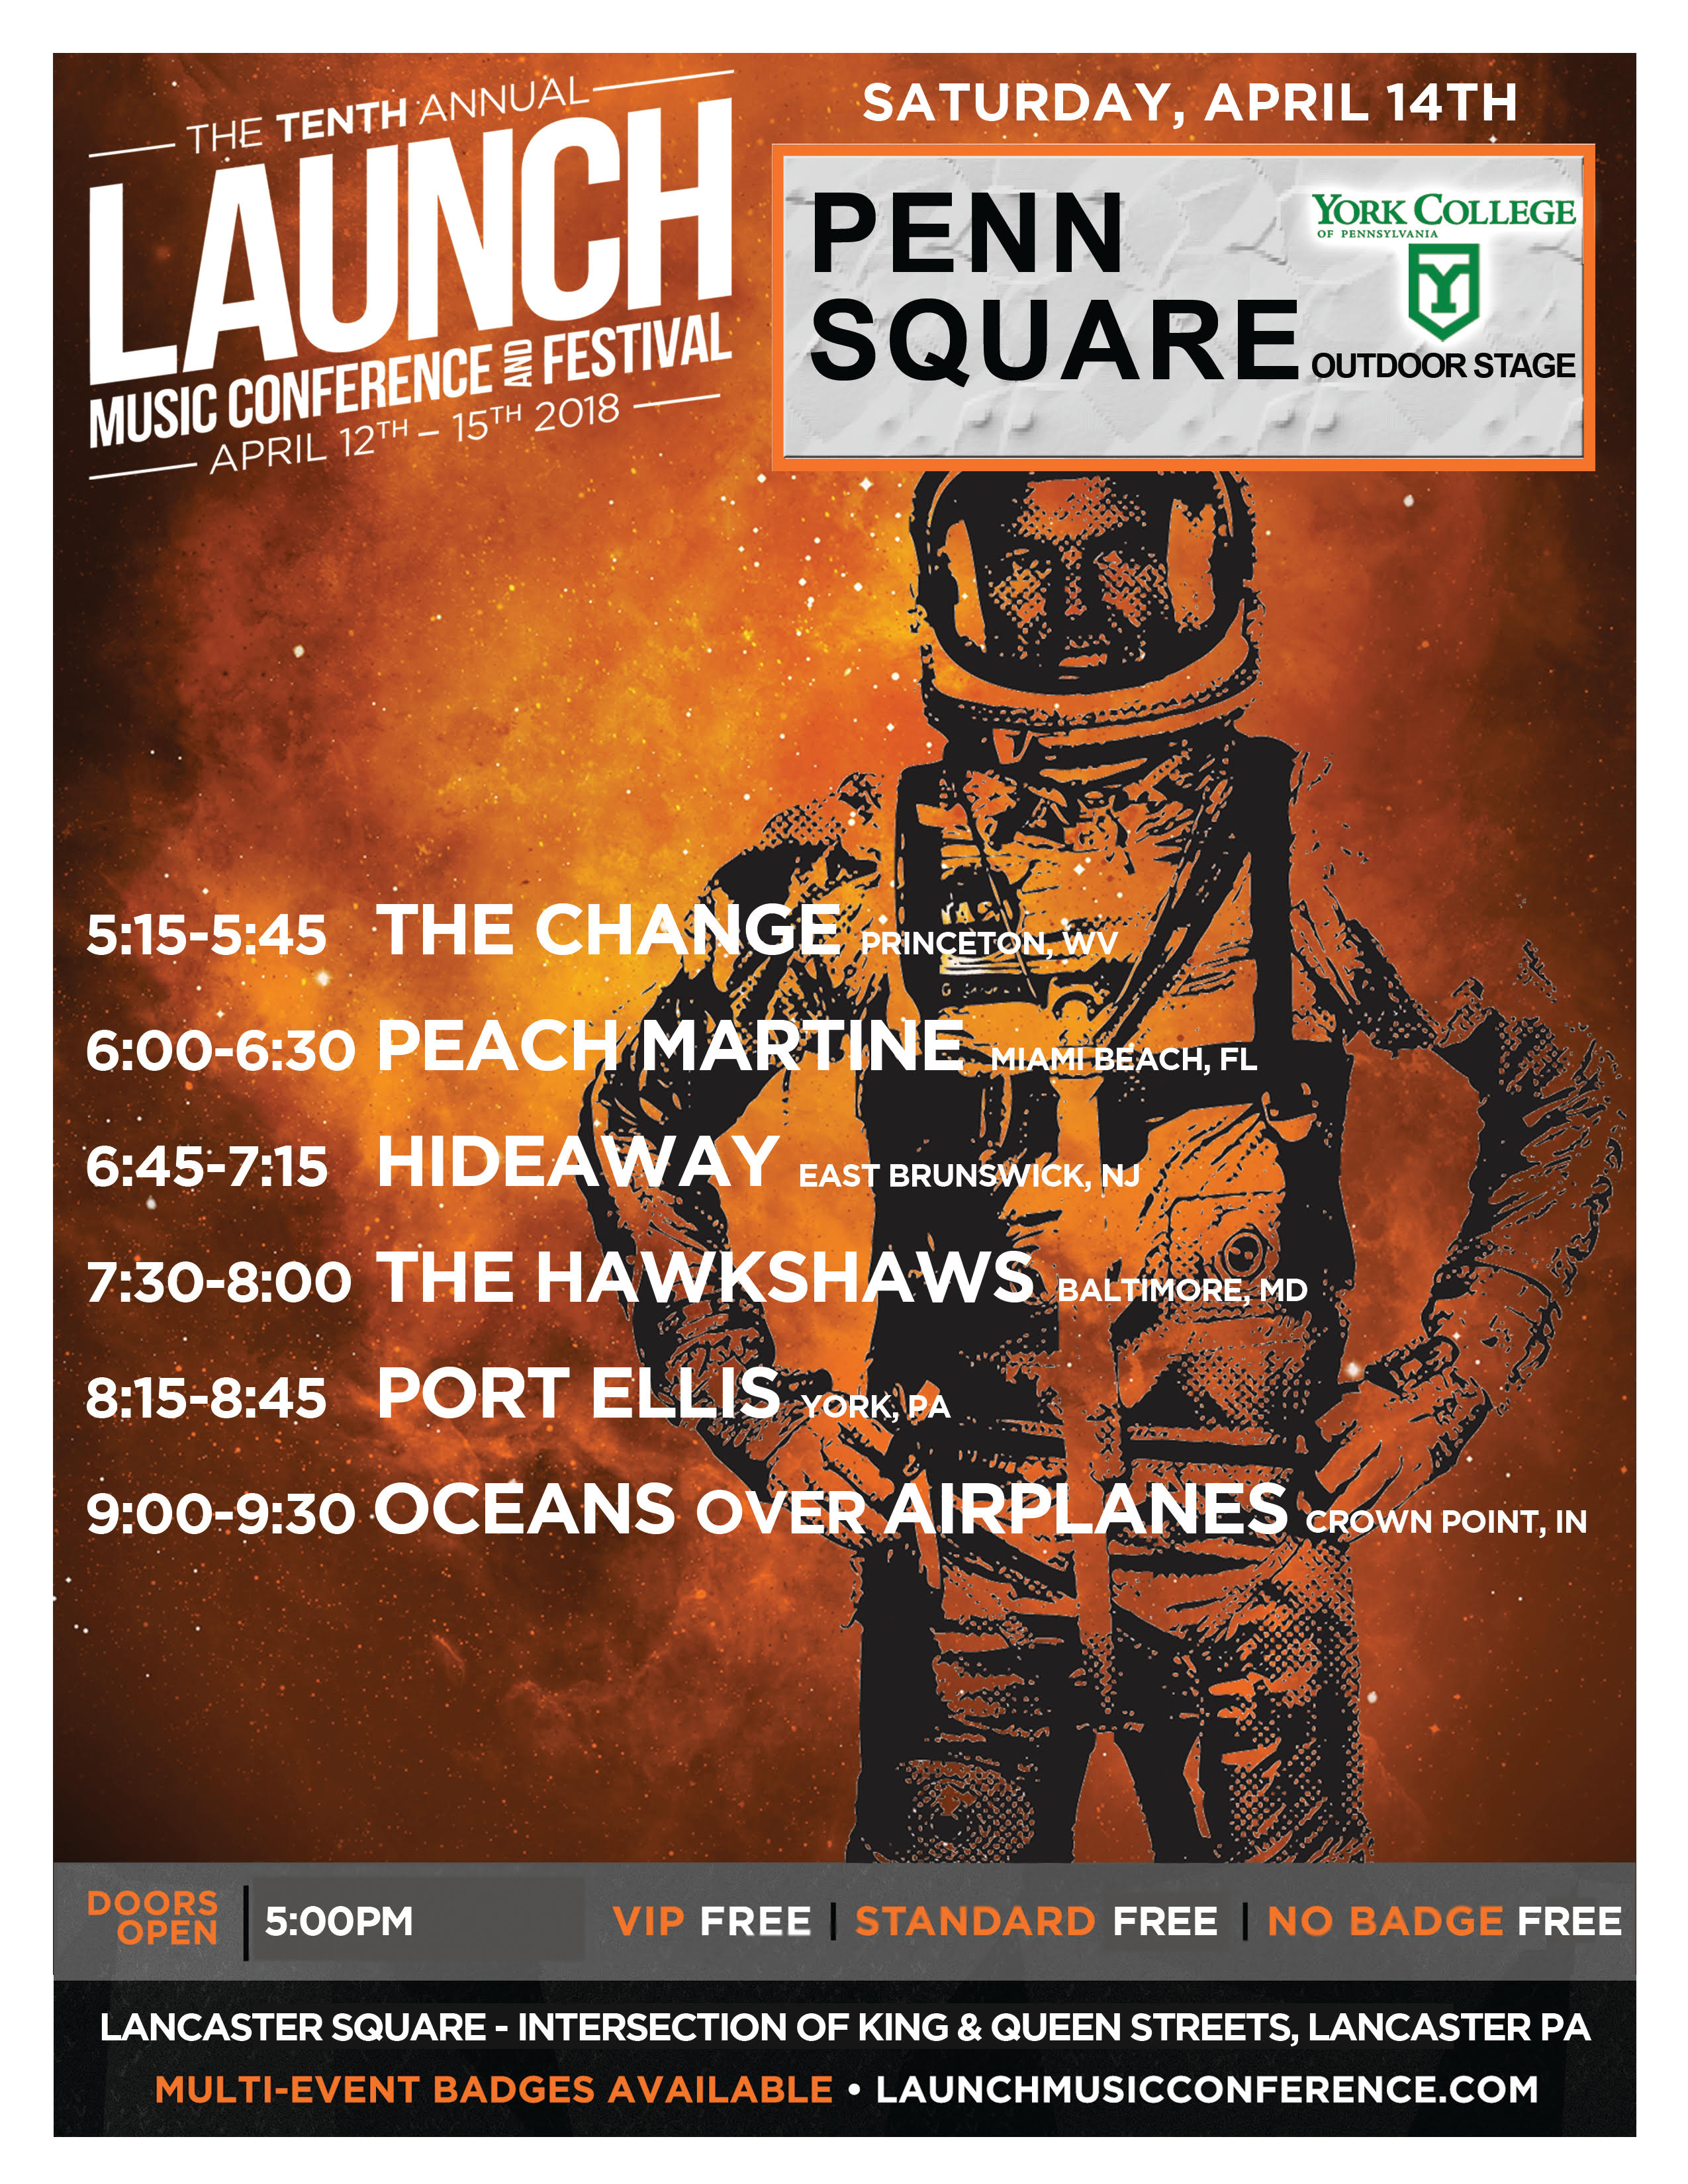 THE TENTH ANNUAL
LAUNCH
MUSIC CONFERENCE AND FESTIVAL
APRIL 12TH – 15TH 2018
SATURDAY, APRIL 14TH
PENN
SQUARE
YORK COLLEGE
OF PENNSYLVANIA
Y
OUTDOOR STAGE
5:15-5:45 THE CHANGE PRINCETON, WV
6:00-6:30 PEACH MARTINE MIAMI BEACH, FL
6:45-7:15 HIDEAWAY EAST BRUNSWICK, NJ
7:30-8:00 THE HAWKSHAWS BALTIMORE, MD
8:15-8:45 PORT ELLIS YORK, PA
9:00-9:30 OCEANS OVER AIRPLANES CROWN POINT, IN
DOORS
OPEN
5:00PM
VIP FREE | STANDARD FREE | NO BADGE FREE
LANCASTER SQUARE - INTERSECTION OF KING & QUEEN STREETS, LANCASTER PA
MULTI-EVENT BADGES AVAILABLE • LAUNCHMUSICCONFERENCE.COM